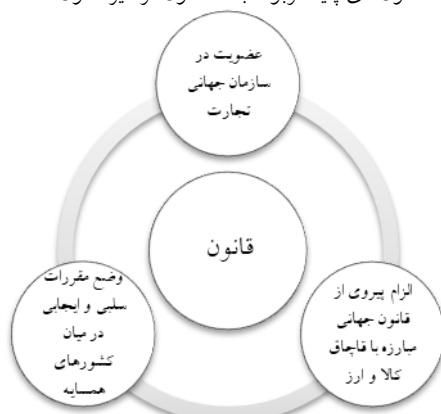 عضویت در
سازمان جهانی
تجارت
قانون
الزام پیروی از
قانون جهانی
مبارزه با قاچاق
کالا و ارز
وضع مقررات
سلبی و ایجابی
در میان
کشورهای
همسایه